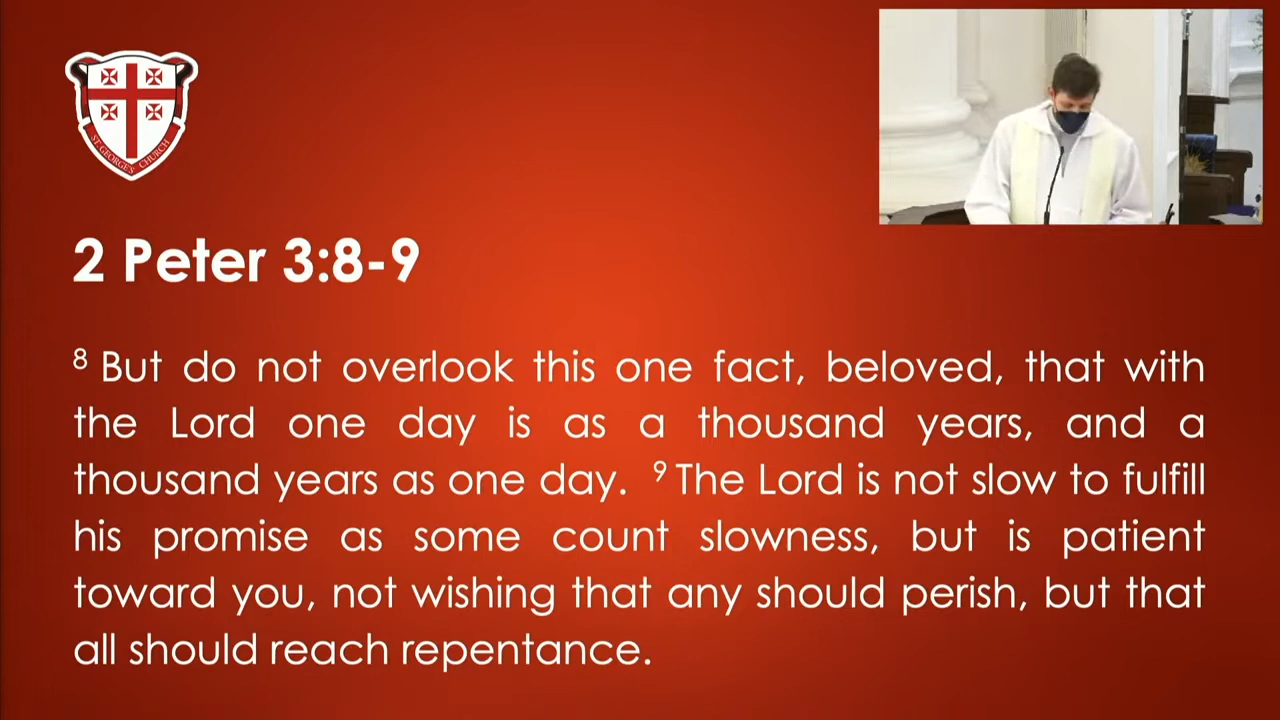 ST. GEORGE'S CHURCH
2 Peter 3:8-9
8 But do not overlook this one fact, beloved, that with
the Lord one day is as a thousand years, and a
thousand years as one day. 9 The Lord is not slow to fulfill
his promise as some count slowness, but is patient
toward you, not wishing that any should perish, but that
all should reach repentance.